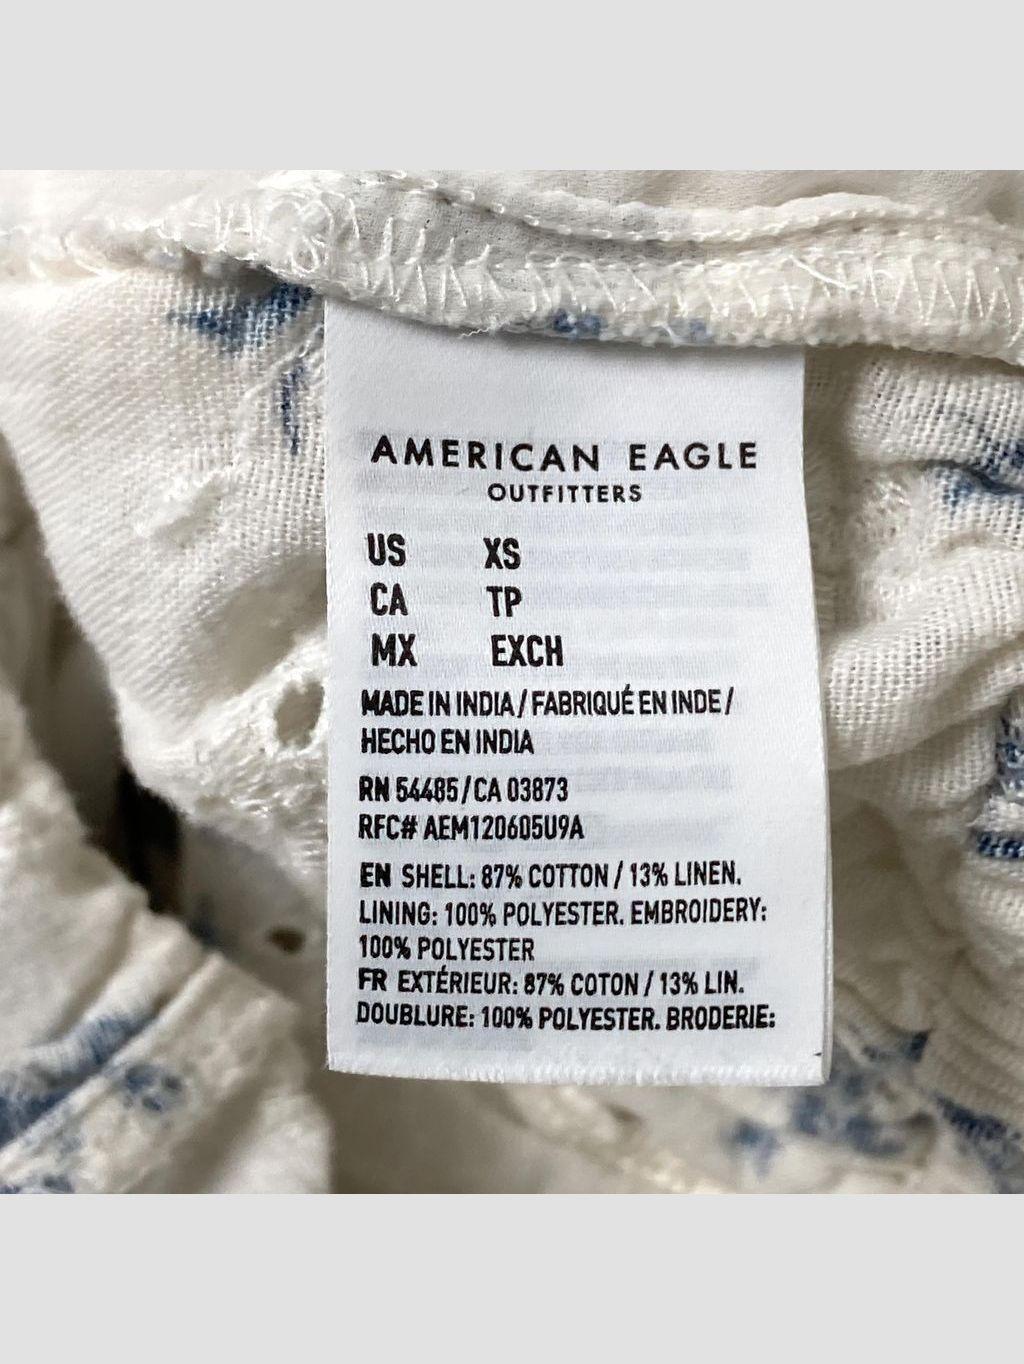 AMERICAN EAGLE
OUTFITTERS
US XS
CA TP
MX EXCH
MADE IN INDIA / FABRIQUÉ EN INDE /
HECHO EN INDIA
RN 54485 / CA 03873
RFC# AEM120605U9A
EN SHELL: 87% COTTON / 13% LINEN.
LINING: 100% POLYESTER. EMBROIDERY:
100% POLYESTER
FR EXTÉRIEUR: 87% COTON / 13% LIN.
DOUBLURE: 100% POLYESTER. BRODERIE: